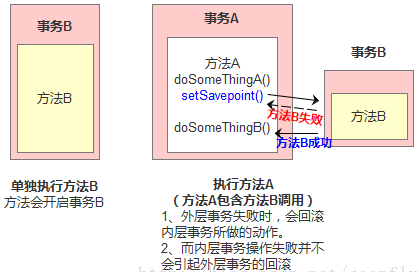 事务B
方法B
单独执行方法B
方法会开启事务B
事务A
方法A
doSomeThingA()
setSavepoint()
doSomeThingB()
事务B
方法B
方法B失败
方法B成功
执行方法A
（方法A包含方法B调用）
1、外层事务失败时，会回滚
内层事务所做的动作。
2、而内层事务操作失败并不
会引起外层事务的回滚